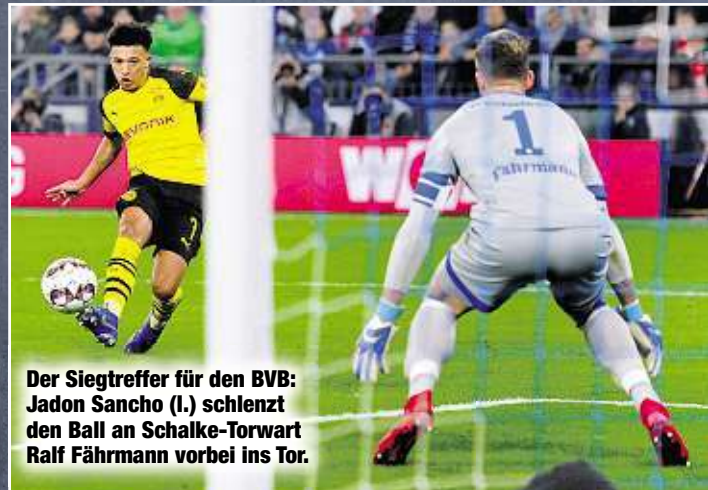 EVONIK
7
1
Fährmann
Der Siegtreffer für den BVB:
Jadon Sancho (l.) schlenzt
den Ball an Schalke-Torwart
Ralf Fährmann vorbei ins Tor.